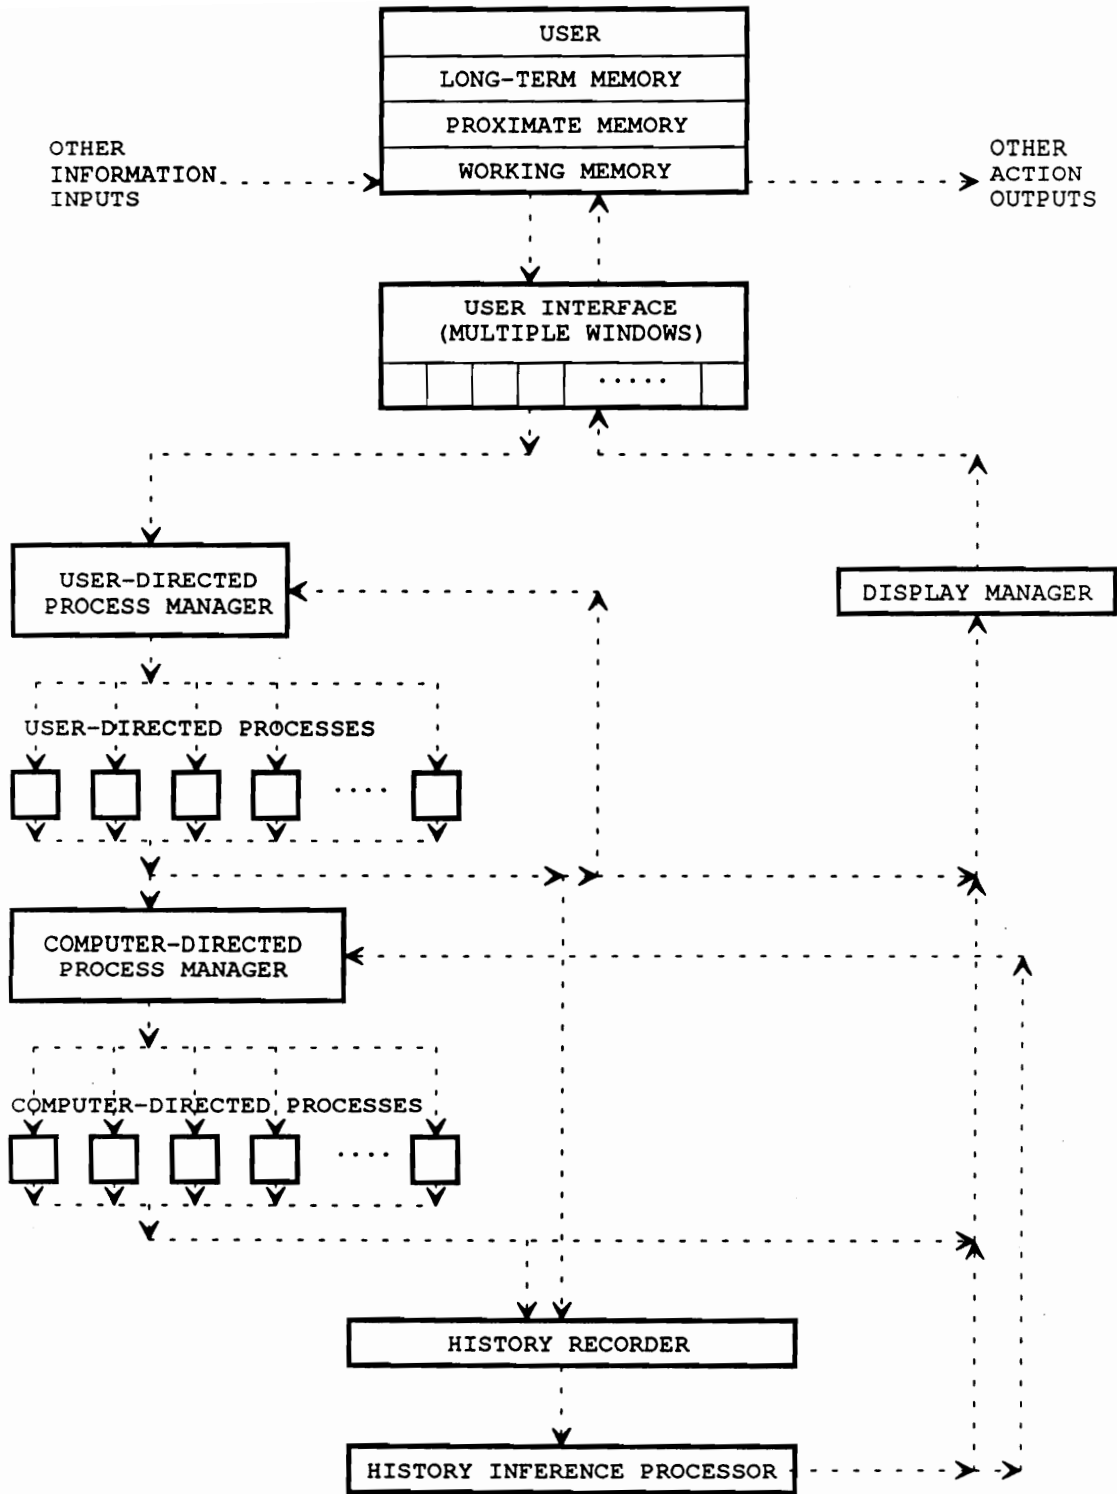 USER
LONG-TERM MEMORY
PROXIMATE MEMORY
WORKING MEMORY
OTHER
INFORMATION
INPUTS
OTHER
ACTION
OUTPUTS
USER INTERFACE
(MULTIPLE WINDOWS)
.....
USER-DIRECTED
PROCESS MANAGER
DISPLAY MANAGER
USER-DIRECTED PROCESSES
....
COMPUTER-DIRECTED
PROCESS MANAGER
COMPUTER-DIRECTED PROCESSES
....
HISTORY RECORDER
HISTORY INFERENCE PROCESSOR